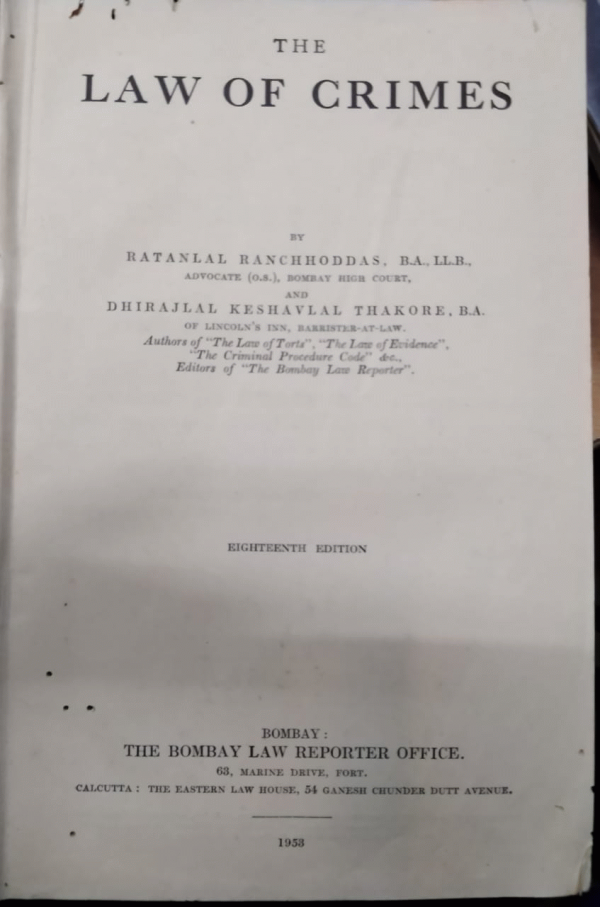 THE
LAW OF CRIMES
BY
RATANLAL RANCHHODDAS, B.A., LL.B.,
ADVOCATE (O.S.), BOMBAY HIGH COURT,
AND
DHIRAJLAL KESHAVLAL THAKORE, B.A.
OF LINCOLN'S INN, BARRISTER-AT-LAW.
Authors of "The Law of Torts", "The Law of Evidence",
"The Criminal Procedure Code" &c.,
Editors of "The Bombay Law Reporter".
EIGHTEENTH EDITION
BOMBAY :
THE BOMBAY LAW REPORTER OFFICE.
63, MARINE DRIVE, FORT.
CALCUTTA : THE EASTERN LAW HOUSE, 54 GANESH CHUNDER DUTT AVENUE.
1953